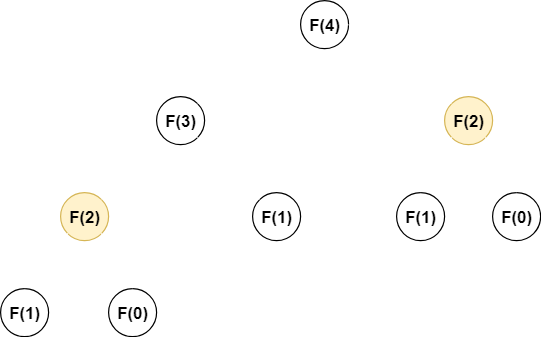 F(4)
F(3) F(2)
F(2) F(1) F(1) F(0)
F(1) F(0)